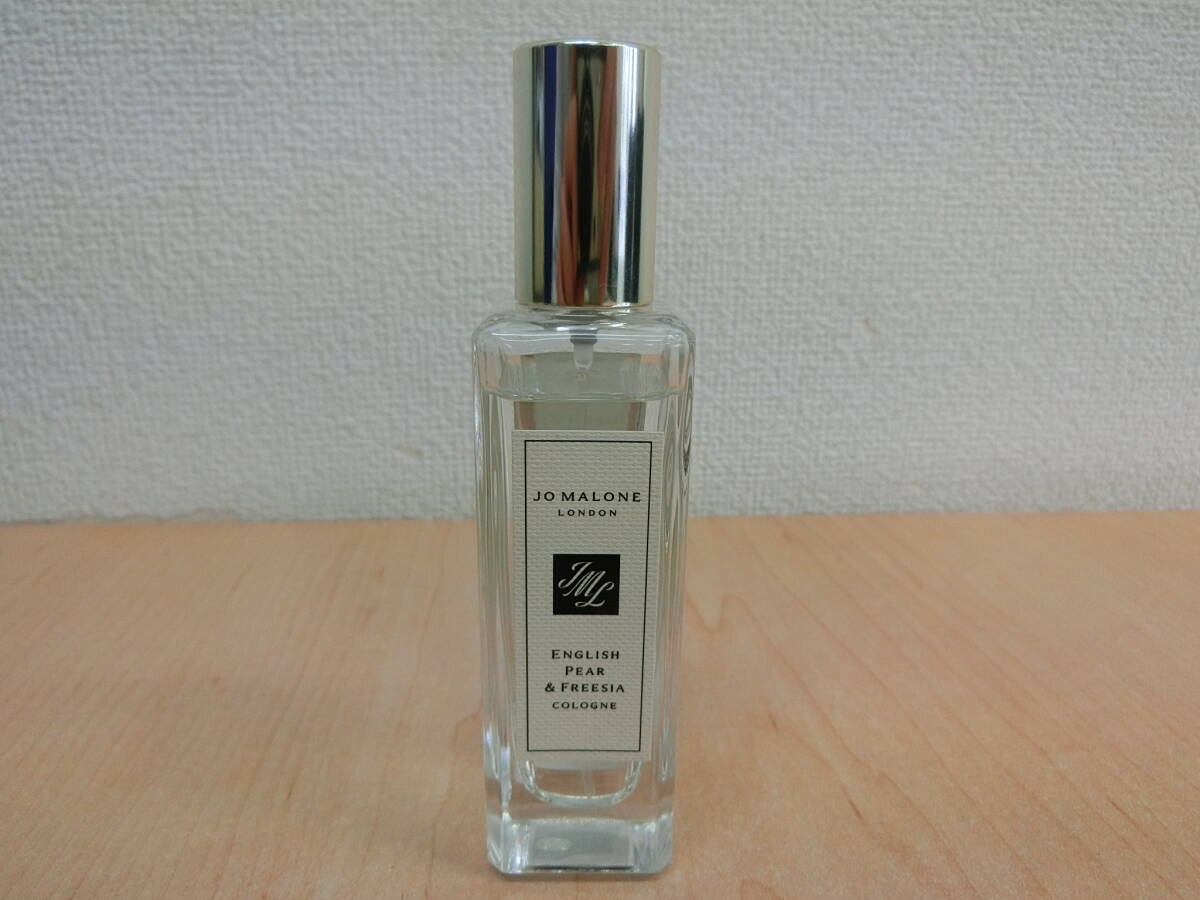 JO MALONE
LONDON
JML
ENGLISH
PEAR
& FREESIA
COLOGNE